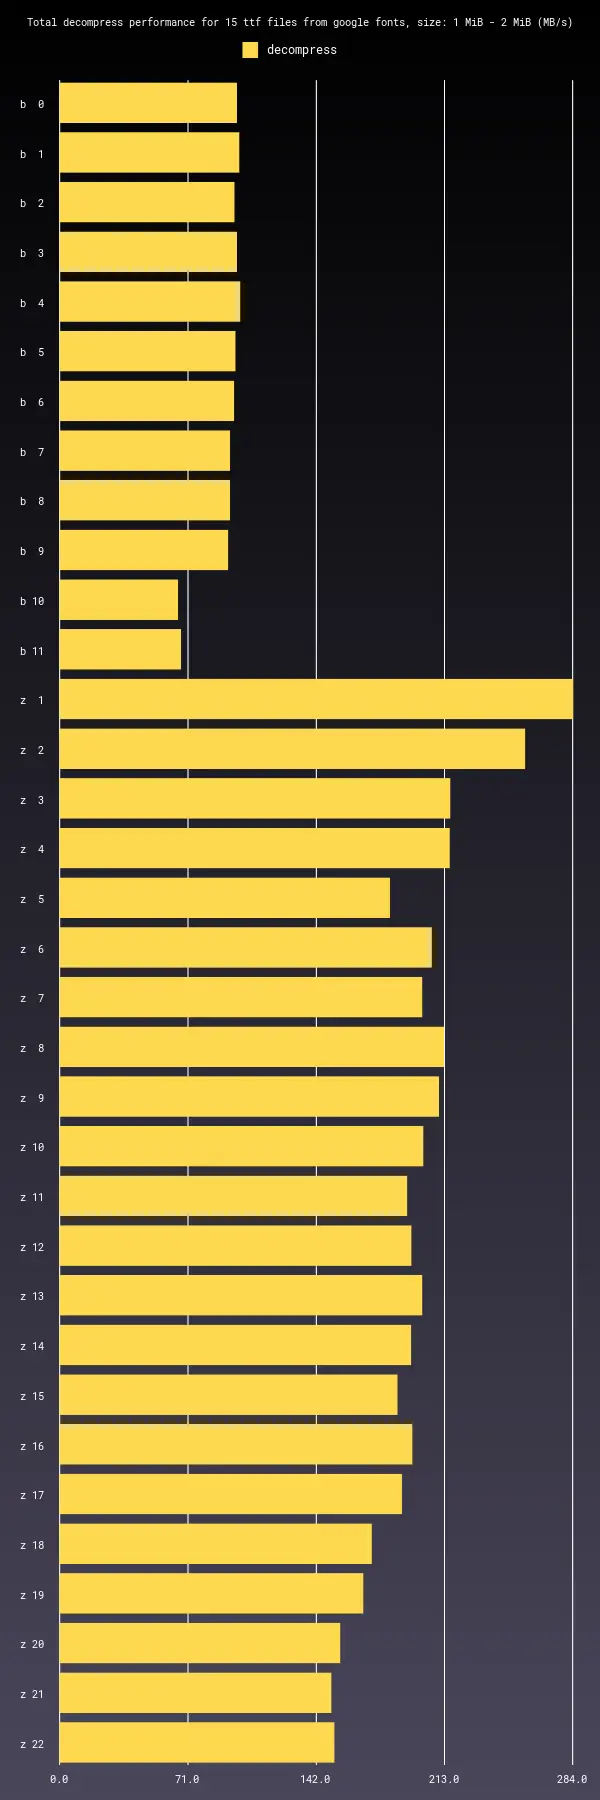 Total decompress performance for 15 ttf files from google fonts, size: 1 MiB - 2 MiB (MB/s)
decompress
b  0
b  1
b  2
b  3
b  4
b  5
b  6
b  7
b  8
b  9
b 10
b 11
z  1
z  2
z  3
z  4
z  5
z  6
z  7
z  8
z  9
z 10
z 11
z 12
z 13
z 14
z 15
z 16
z 17
z 18
z 19
z 20
z 21
z 22
0.0 71.0 142.0 213.0 284.0